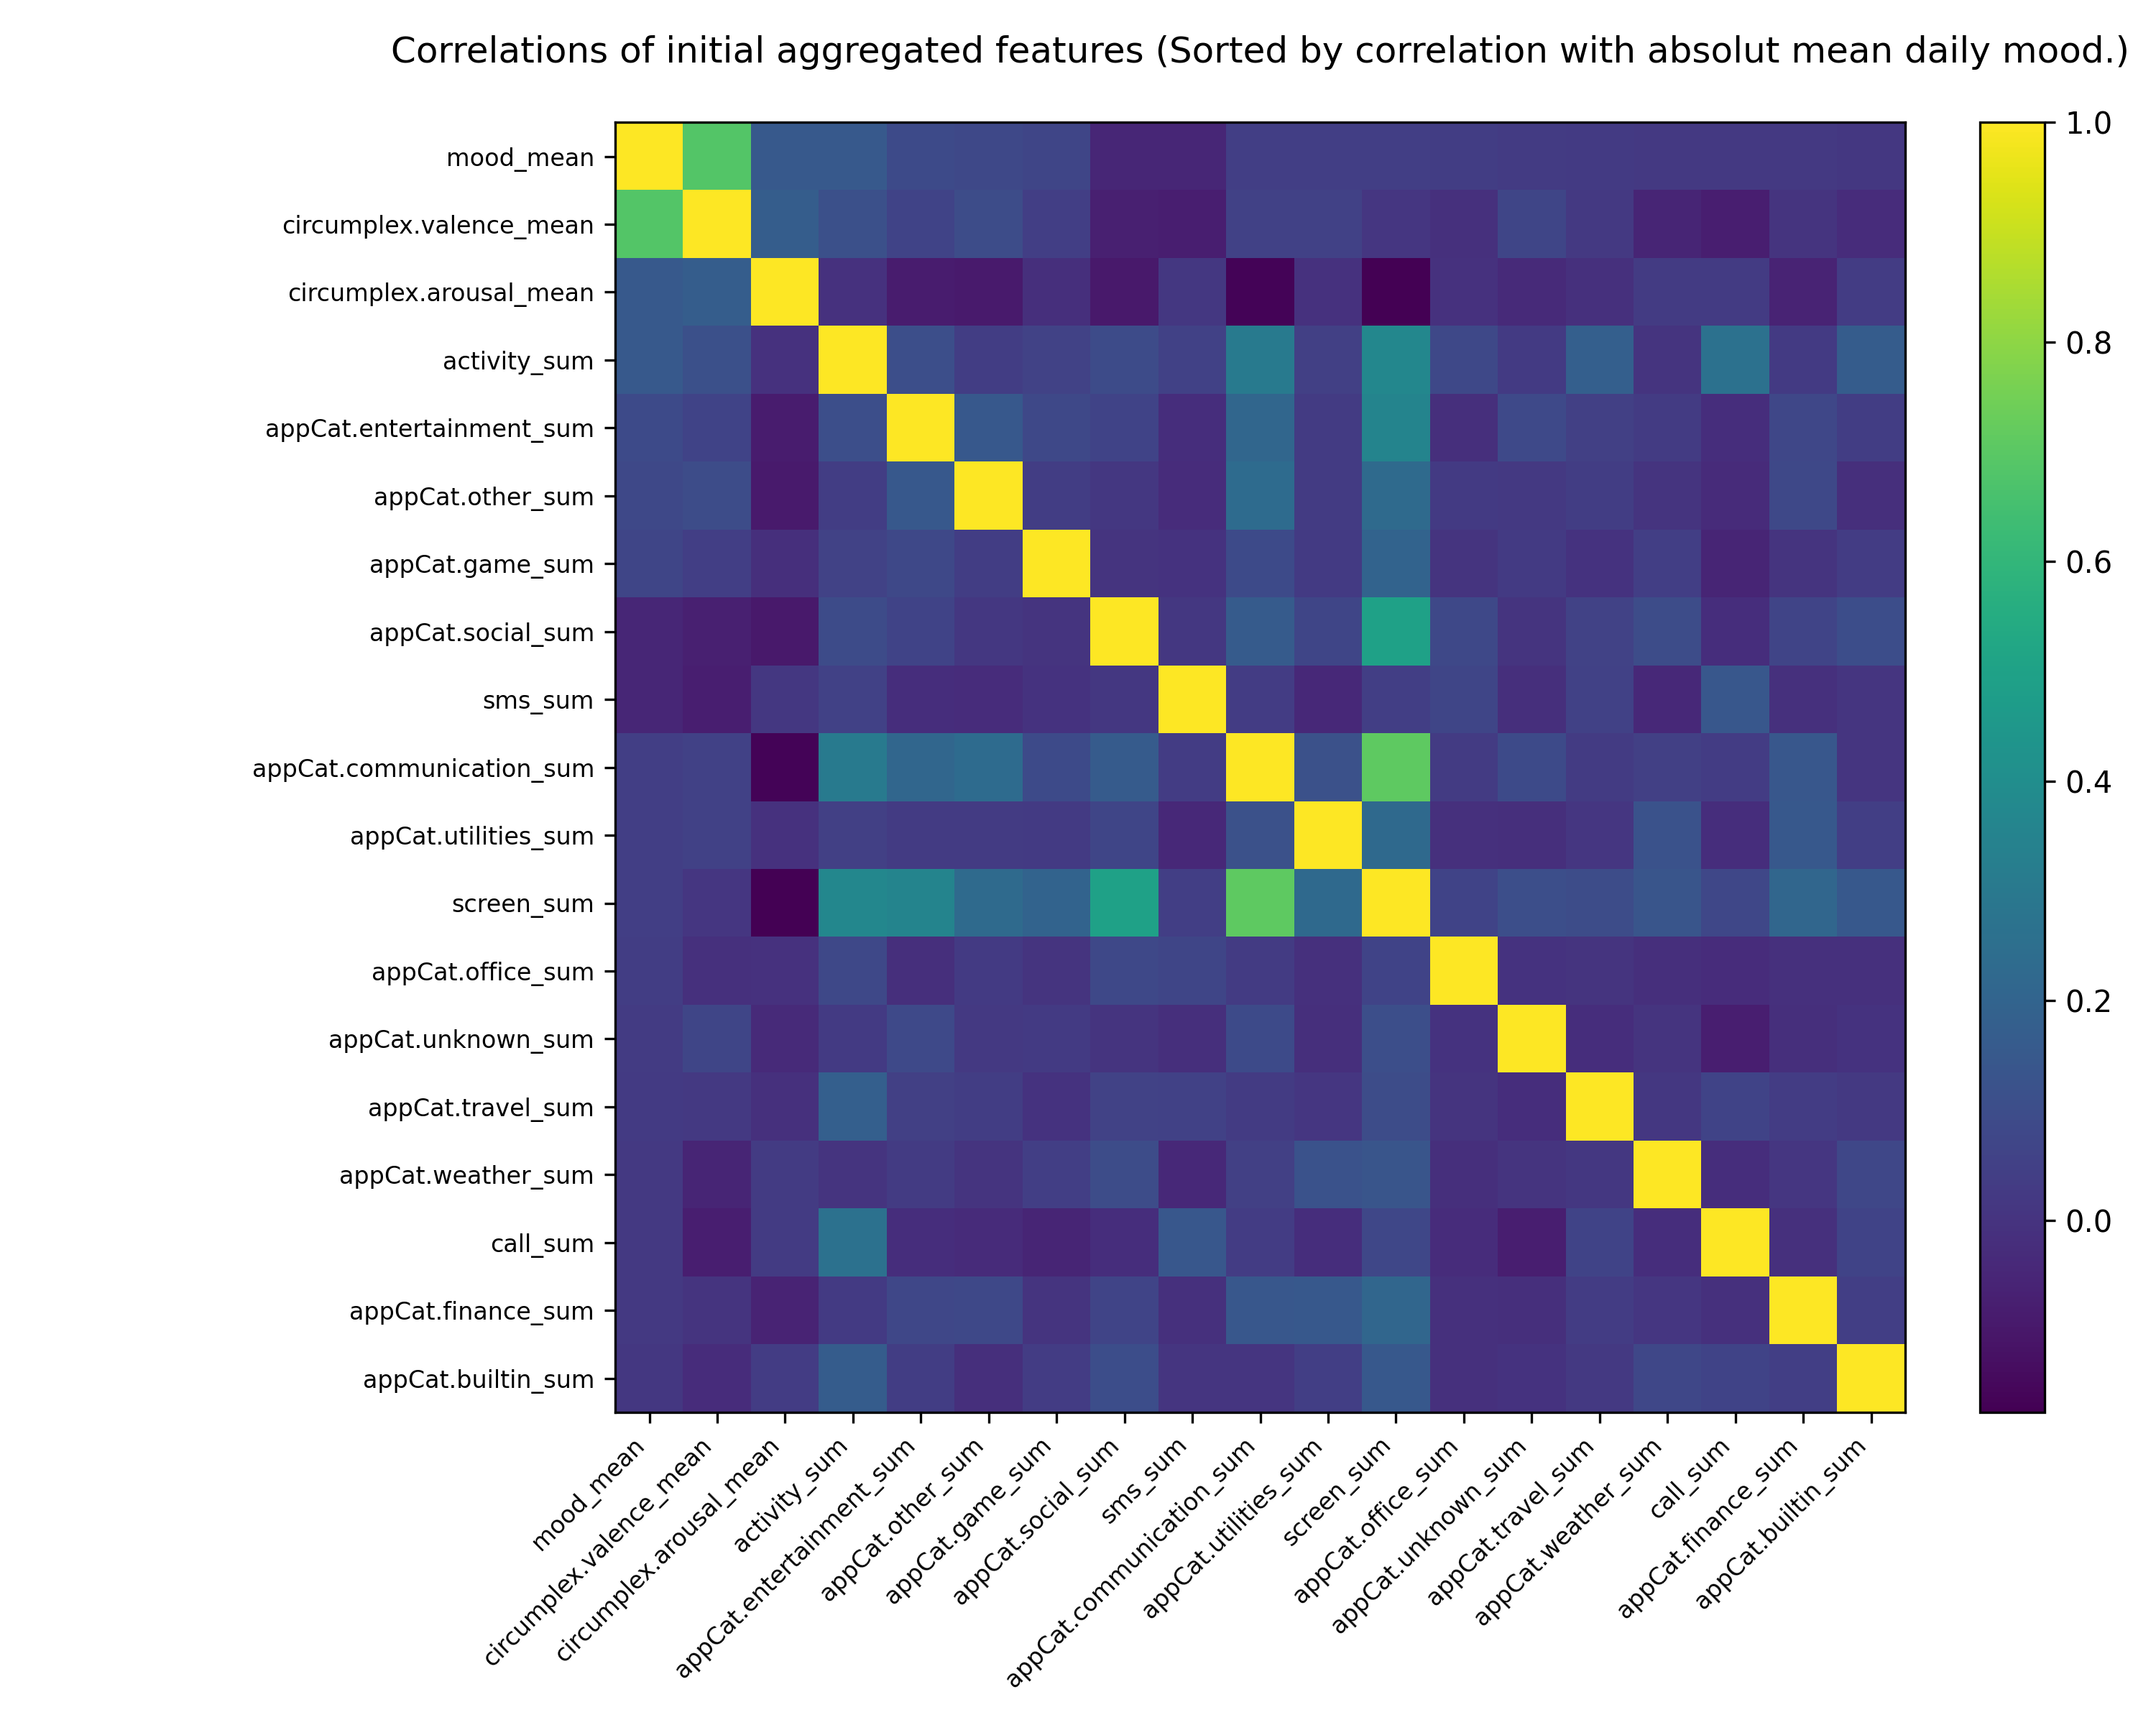 Correlations of initial aggregated features (Sorted by correlation with absolut mean daily mood.)
mood_mean
circumplex.valence_mean
circumplex.arousal_mean
activity_sum
appCat.entertainment_sum
appCat.other_sum
appCat.game_sum
appCat.social_sum
sms_sum
appCat.communication_sum
appCat.utilities_sum
screen_sum
appCat.office_sum
appCat.unknown_sum
appCat.travel_sum
appCat.weather_sum
call_sum
appCat.finance_sum
appCat.builtin_sum
mood_mean
circumplex.valence_mean
circumplex.arousal_mean
activity_sum
appCat.entertainment_sum
appCat.other_sum
appCat.game_sum
appCat.social_sum
sms_sum
appCat.communication_sum
appCat.utilities_sum
screen_sum
appCat.office_sum
appCat.unknown_sum
appCat.travel_sum
appCat.weather_sum
call_sum
appCat.finance_sum
appCat.builtin_sum
1.0
0.8
0.6
0.4
0.2
0.0